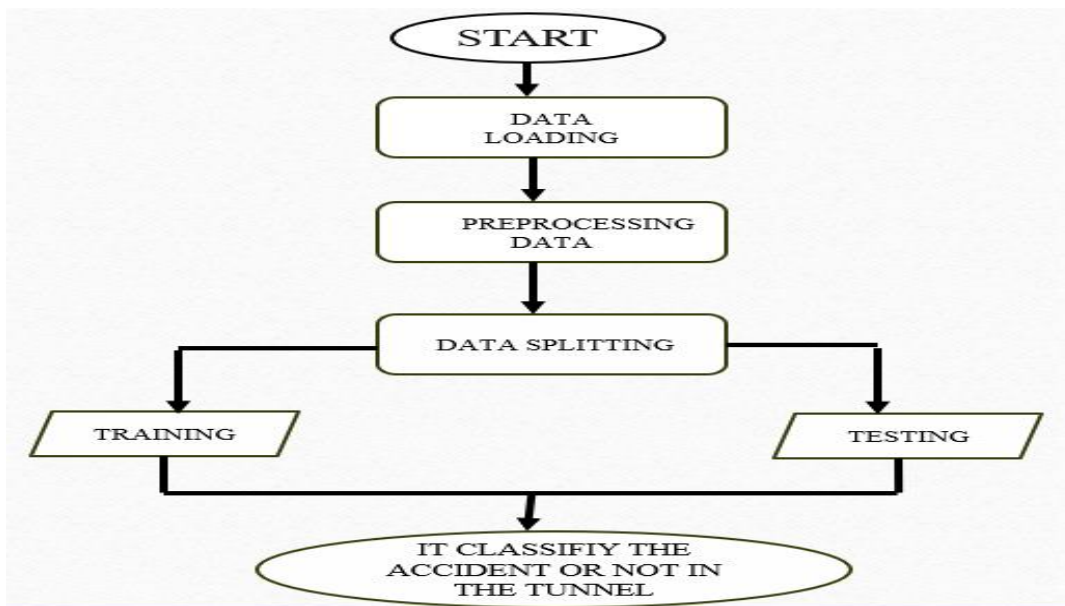 START
DATA
LOADING
PREPROCESSING
DATA
DATA SPLITTING
TRAINING
TESTING
IT CLASSIFIY THE
ACCIDENT OR NOT IN
THE TUNNEL